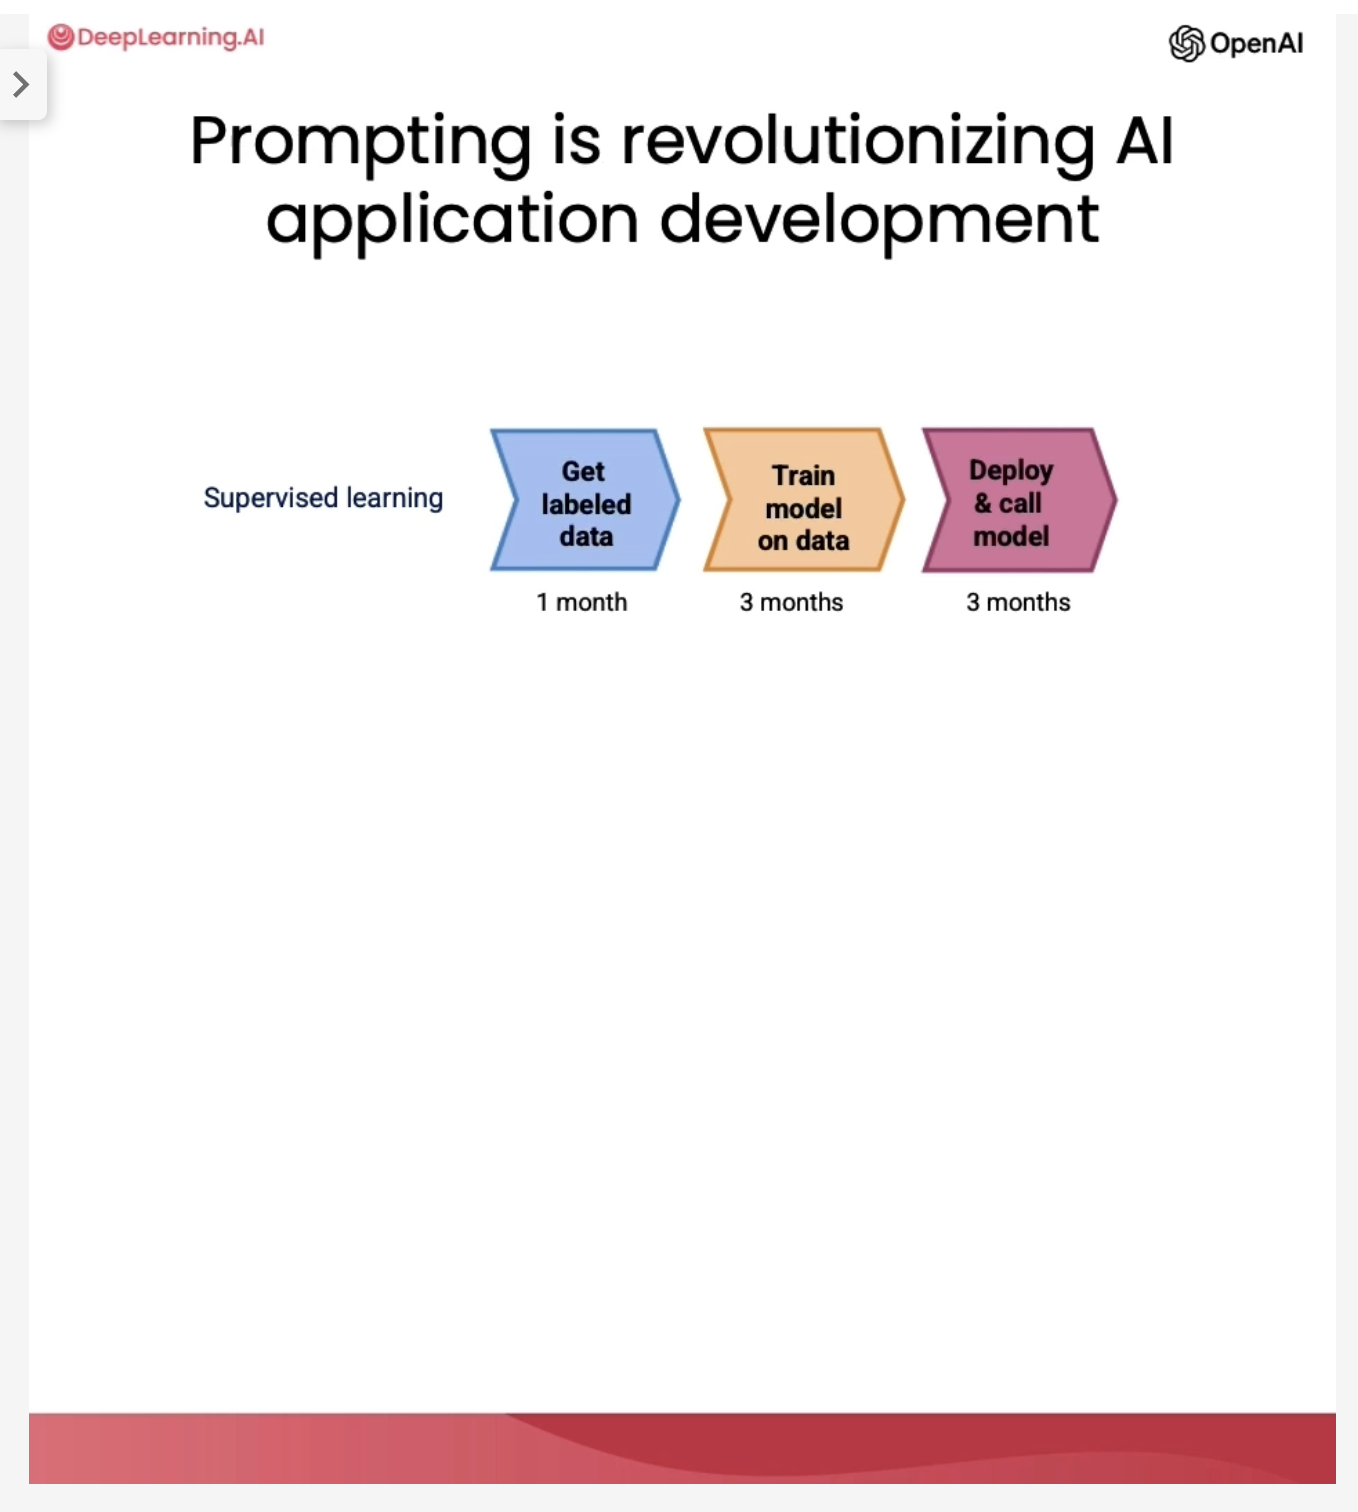 DeepLearning.AI
OpenAI
Prompting is revolutionizing AI
application development
Supervised learning
Get
labeled
data
Train
model
on data
Deploy
& call
model
1 month
3 months
3 months